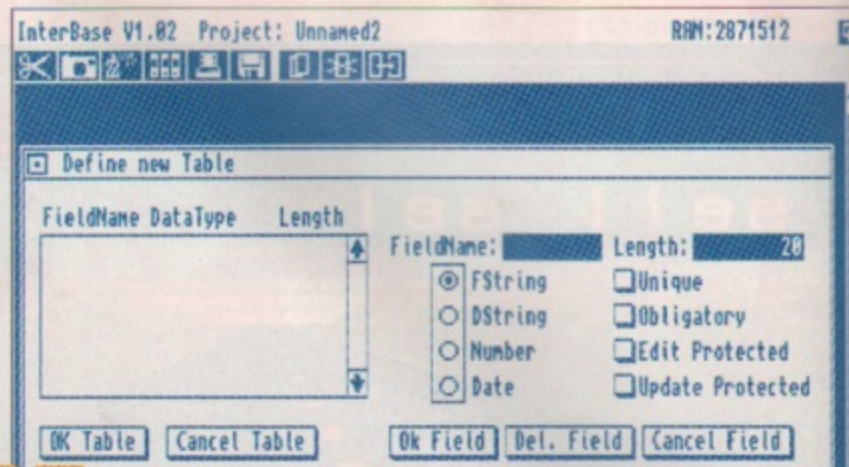 InterBase V1.02 Project: Unnamed2 RAM:2871512
Define new Table
FieldName DataType Length
FieldName: Length: 20
FString Unique
DString Obligatory
Number Edit Protected
Date Update Protected
OK Table Cancel Table Ok Field Del. Field Cancel Field